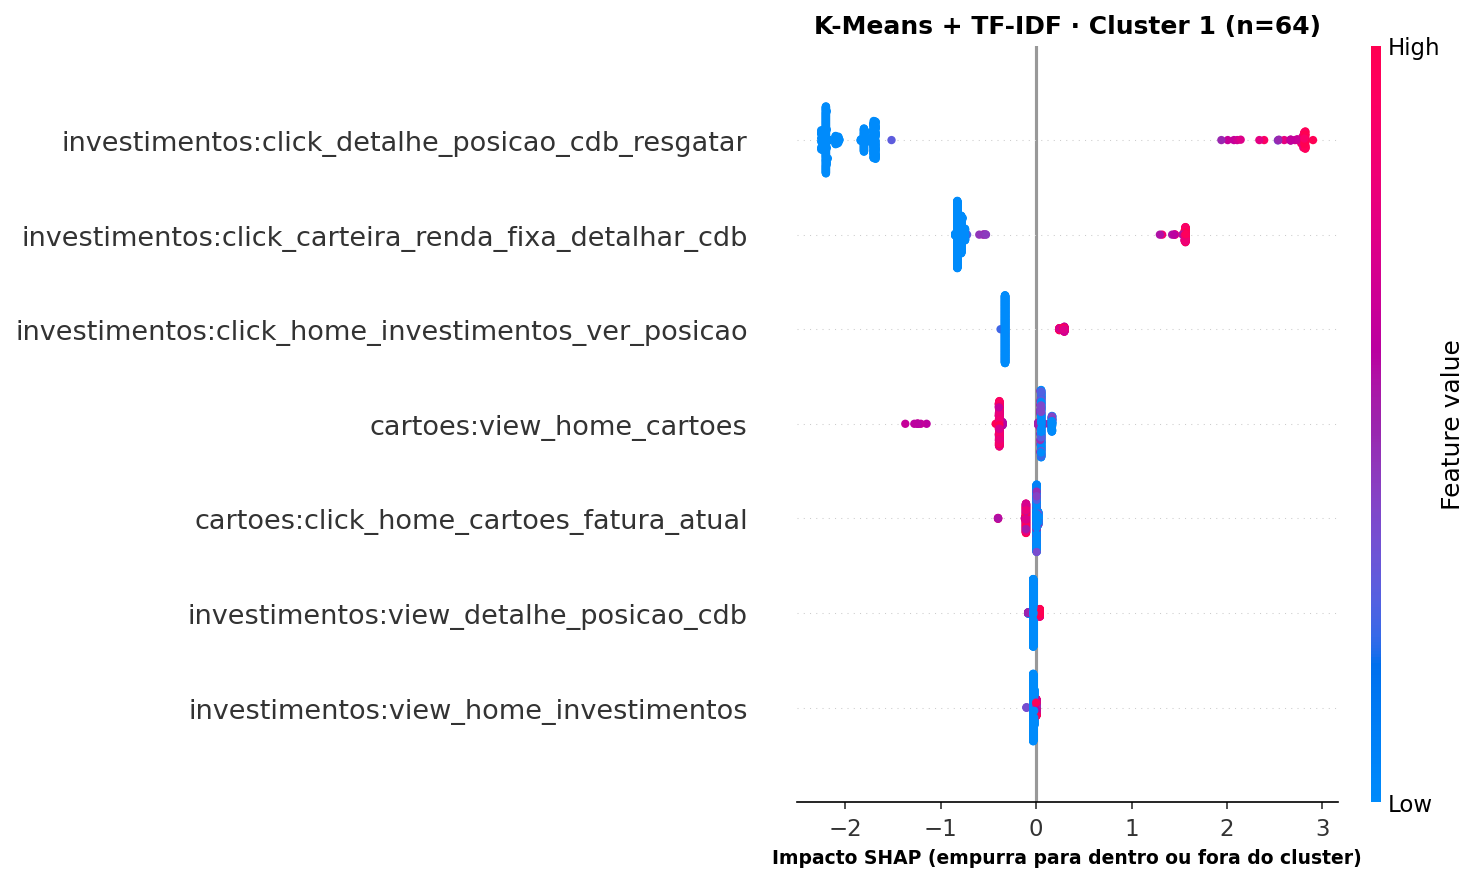 K-Means + TF-IDF · Cluster 1 (n=64)
High
investimentos:click_detalhe_posicao_cdb_resgatar
investimentos:click_carteira_renda_fixa_detalhar_cdb
investimentos:click_home_investimentos_ver_posicao
cartoes:view_home_cartoes
cartoes:click_home_cartoes_fatura_atual
investimentos:view_detalhe_posicao_cdb
investimentos:view_home_investimentos
Feature value
Low
−2 −1 0 1 2 3
Impacto SHAP (empurra para dentro ou fora do cluster)